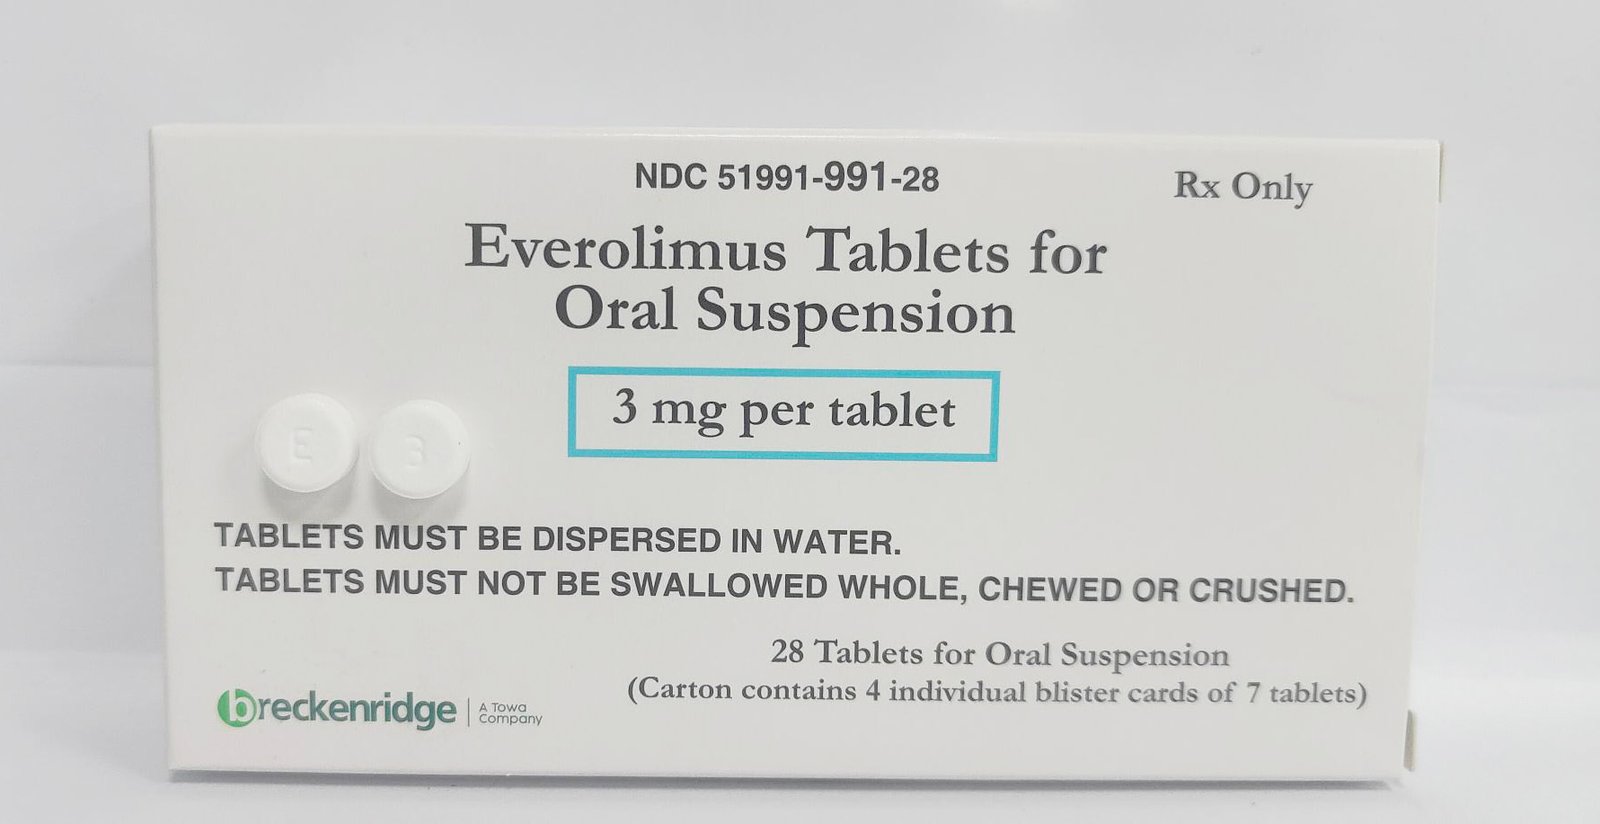 NDC 51991-991-28
Rx Only
Everolimus Tablets for
Oral Suspension
3 mg per tablet
E
3
TABLETS MUST BE DISPERSED IN WATER.
TABLETS MUST NOT BE SWALLOWED WHOLE, CHEWED OR CRUSHED.
28 Tablets for Oral Suspension
(Carton contains 4 individual blister cards of 7 tablets)
breckenridge
A Towa
Company